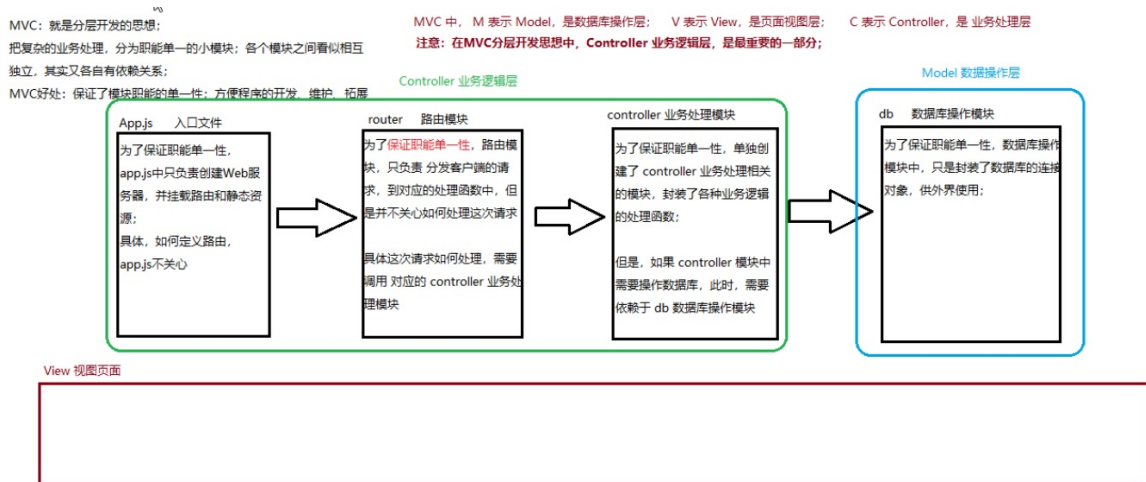 MVC：就是分层开发的思想；
把复杂的业务处理，分为职能单一的小模块；各个模块之间看似相互
独立，其实又各自有依赖关系；
MVC好处：保证了模块职能的单一性；方便程序的开发、维护、拓展
MVC 中， M 表示 Model，是数据库操作层； V 表示 View，是页面视图层； C 表示 Controller，是 业务处理层
注意：在MVC分层开发思想中，Controller 业务逻辑层，是最重要的一部分；
Controller 业务逻辑层
Model 数据操作层
App.js 入口文件
为了保证职能单一性，
app.js中只负责创建Web服
务器，并挂载路由和静态资
源；
具体，如何定义路由，
app.js不关心
router 路由模块
为了保证职能单一性，路由模
块，只负责 分发客户端的请
求，到对应的处理函数中，但
是并不关心如何处理这次请求
具体这次请求如何处理，需要
调用 对应的 controller 业务处
理模块
controller 业务处理模块
为了保证职能单一性，单独创
建了 controller 业务处理相关
的模块，封装了各种业务逻辑
的处理函数；
但是，如果 controller 模块中
需要操作数据库，此时，需要
依赖于 db 数据库操作模块
db 数据库操作模块
为了保证职能单一性，数据库操作
模块中，只是封装了数据库的连接
对象，供外界使用；
View 视图页面